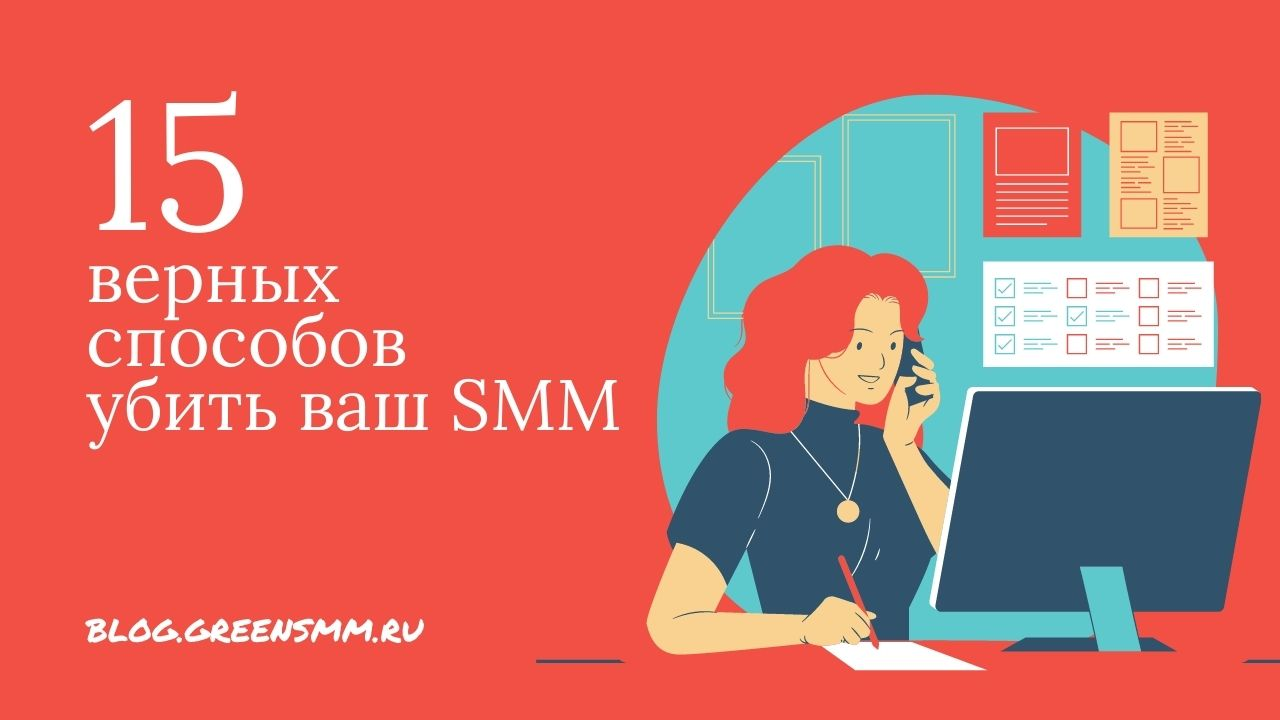 15
верных
способов
убить ваш SMM
BLOG.GREENSMM.RU